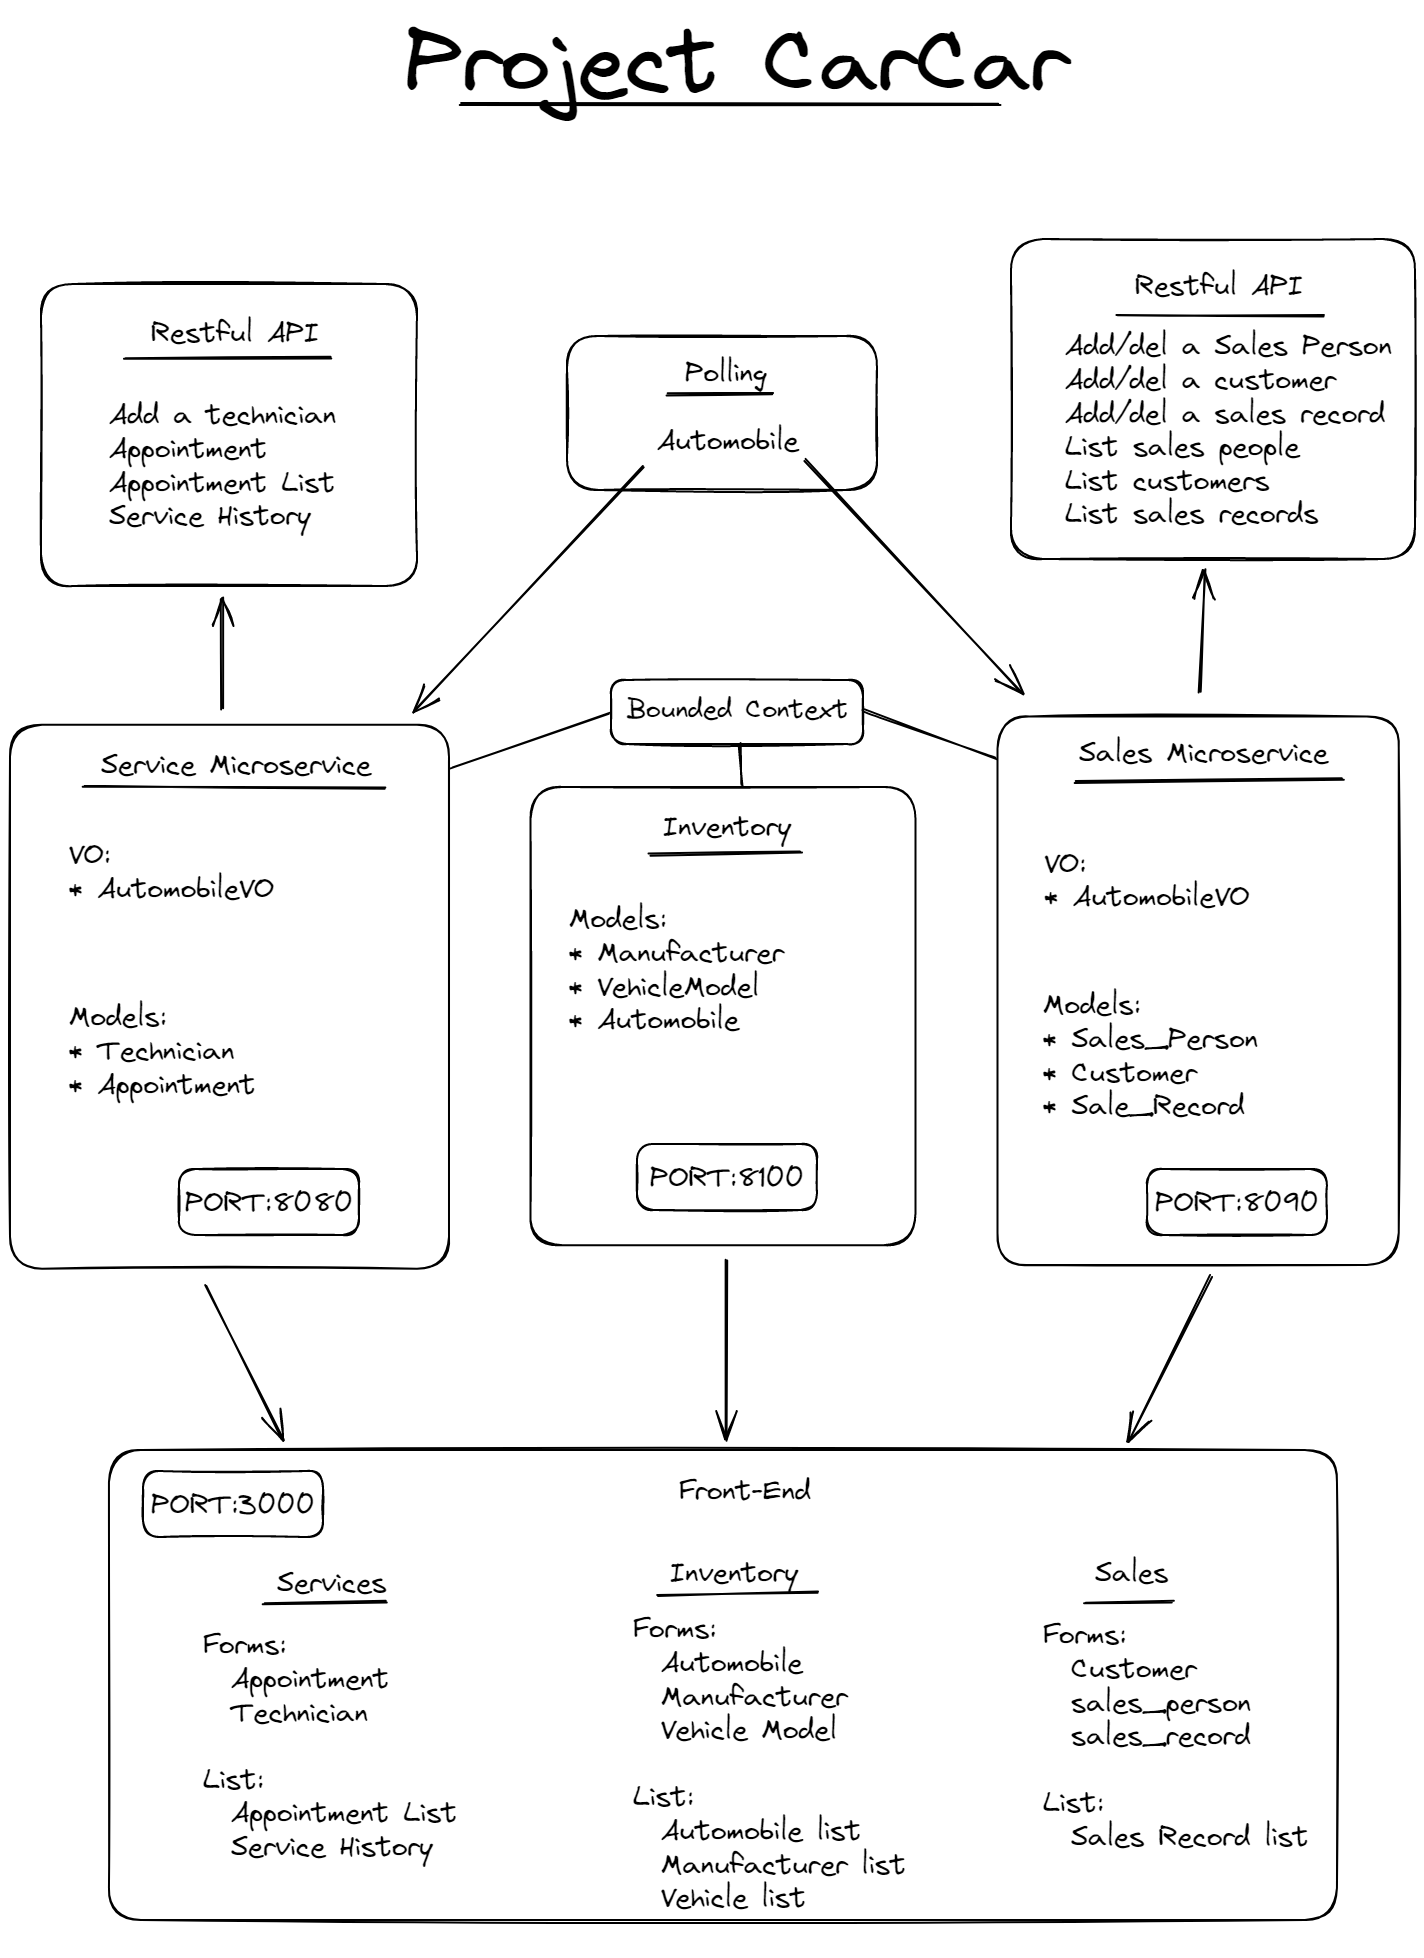 Project CarCar
Restful API
Add a technician
Appointment
Appointment List
Service History
Polling
Automobile
Restful API
Add/del a Sales Person
Add/del a customer
Add/del a sales record
List sales people
List customers
List sales records
Bounded Context
Service Microservice
VO:
* AutomobileVO
Models:
* Technician
* Appointment
PORT:8080
Inventory
Models:
* Manufacturer
* VehicleModel
* Automobile
PORT:8100
Sales Microservice
VO:
* AutomobileVO
Models:
* Sales_Person
* Customer
* Sale_Record
PORT:8090
PORT:3000
Front-End
Services
Forms:
Appointment
Technician
List:
Appointment List
Service History
Inventory
Forms:
Automobile
Manufacturer
Vehicle Model
List:
Automobile list
Manufacturer list
Vehicle list
Sales
Forms:
Customer
sales_person
sales_record
List:
Sales Record list